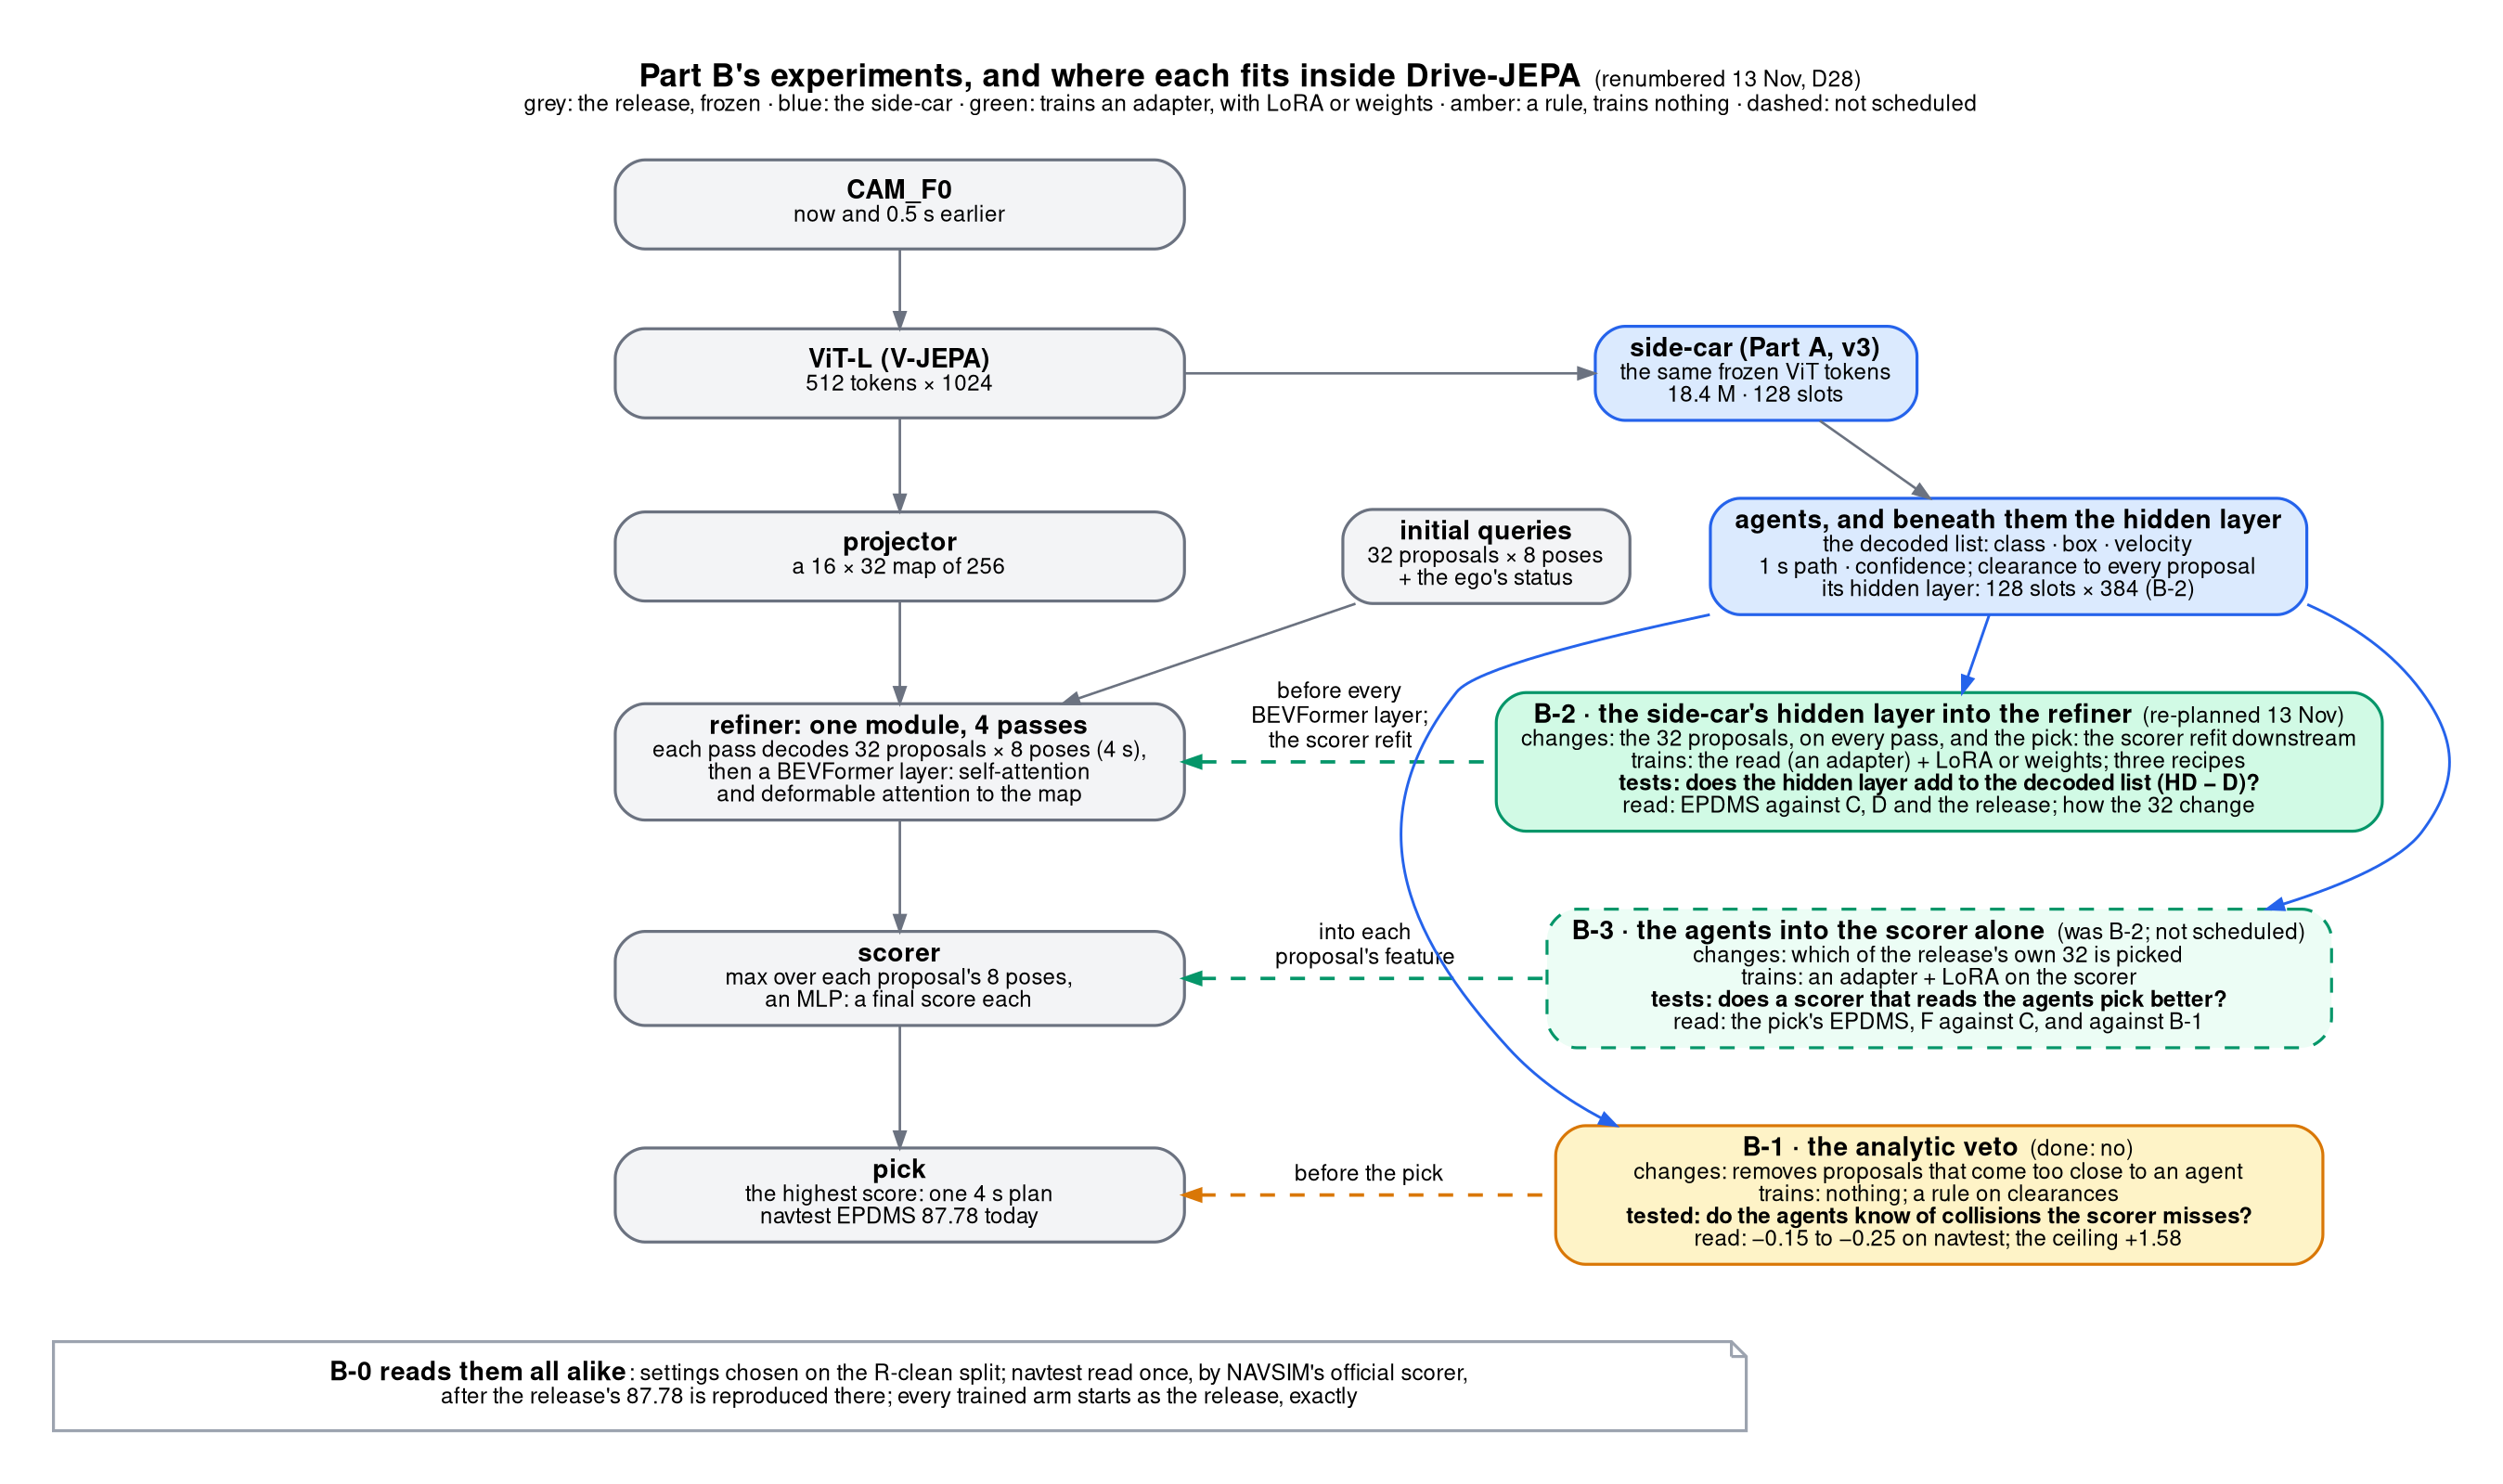 Part B's experiments, and where each fits inside Drive-JEPA (renumbered 13 Nov, D28)
grey: the release, frozen · blue: the side-car · green: trains an adapter, with LoRA or weights · amber: a rule, trains nothing · dashed: not scheduled
CAM_F0
now and 0.5 s earlier
ViT-L (V-JEPA)
512 tokens × 1024
side-car (Part A, v3)
the same frozen ViT tokens
18.4 M · 128 slots
projector
a 16 × 32 map of 256
initial queries
32 proposals × 8 poses
+ the ego's status
agents, and beneath them the hidden layer
the decoded list: class · box · velocity
1 s path · confidence; clearance to every proposal
its hidden layer: 128 slots × 384 (B-2)
refiner: one module, 4 passes
each pass decodes 32 proposals × 8 poses (4 s),
then a BEVFormer layer: self-attention
and deformable attention to the map
before every
BEVFormer layer;
the scorer refit
B-2 · the side-car's hidden layer into the refiner (re-planned 13 Nov)
changes: the 32 proposals, on every pass, and the pick: the scorer refit downstream
trains: the read (an adapter) + LoRA or weights; three recipes
tests: does the hidden layer add to the decoded list (HD − D)?
read: EPDMS against C, D and the release; how the 32 change
scorer
max over each proposal's 8 poses,
an MLP: a final score each
into each
proposal's feature
B-3 · the agents into the scorer alone (was B-2; not scheduled)
changes: which of the release's own 32 is picked
trains: an adapter + LoRA on the scorer
tests: does a scorer that reads the agents pick better?
read: the pick's EPDMS, F against C, and against B-1
pick
the highest score: one 4 s plan
navtest EPDMS 87.78 today
before the pick
B-1 · the analytic veto (done: no)
changes: removes proposals that come too close to an agent
trains: nothing; a rule on clearances
tested: do the agents know of collisions the scorer misses?
read: −0.15 to −0.25 on navtest; the ceiling +1.58
B-0 reads them all alike: settings chosen on the R-clean split; navtest read once, by NAVSIM's official scorer,
after the release's 87.78 is reproduced there; every trained arm starts as the release, exactly